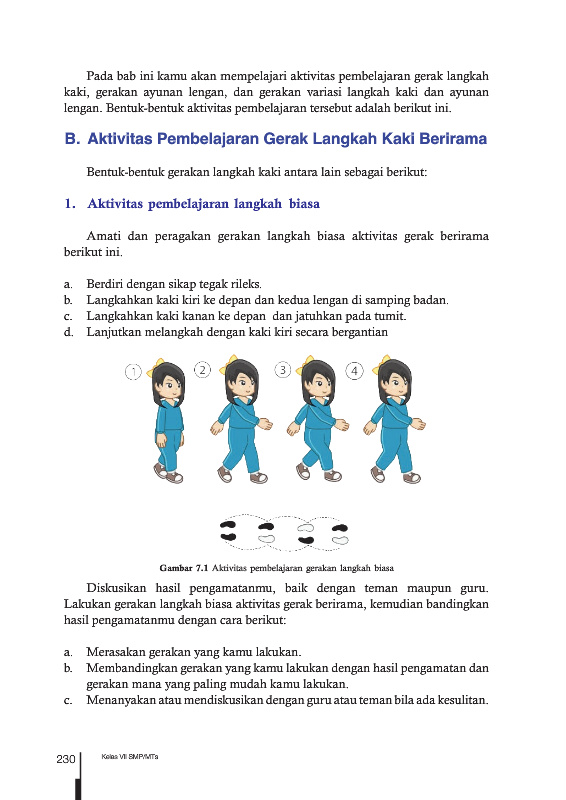 Pada bab ini kamu akan mempelajari aktivitas pembelajaran gerak langkah
kaki, gerakan ayunan lengan, dan gerakan variasi langkah kaki dan ayunan
lengan. Bentuk-bentuk aktivitas pembelajaran tersebut adalah berikut ini.
B. Aktivitas Pembelajaran Gerak Langkah Kaki Berirama
Bentuk-bentuk gerakan langkah kaki antara lain sebagai berikut:
1. Aktivitas pembelajaran langkah biasa
Amati dan peragakan gerakan langkah biasa aktivitas gerak berirama
berikut ini.
a. Berdiri dengan sikap tegak rileks.
b. Langkahkan kaki kiri ke depan dan kedua lengan di samping badan.
c. Langkahkan kaki kanan ke depan dan jatuhkan pada tumit.
d. Lanjutkan melangkah dengan kaki kiri secara bergantian
1 2 3 4
Gambar 7.1 Aktivitas pembelajaran gerakan langkah biasa
Diskusikan hasil pengamatanmu, baik dengan teman maupun guru.
Lakukan gerakan langkah biasa aktivitas gerak berirama, kemudian bandingkan
hasil pengamatanmu dengan cara berikut:
a. Merasakan gerakan yang kamu lakukan.
b. Membandingkan gerakan yang kamu lakukan dengan hasil pengamatan dan
gerakan mana yang paling mudah kamu lakukan.
c. Menanyakan atau mendiskusikan dengan guru atau teman bila ada kesulitan.
230 Kelas VII SMP/MTs